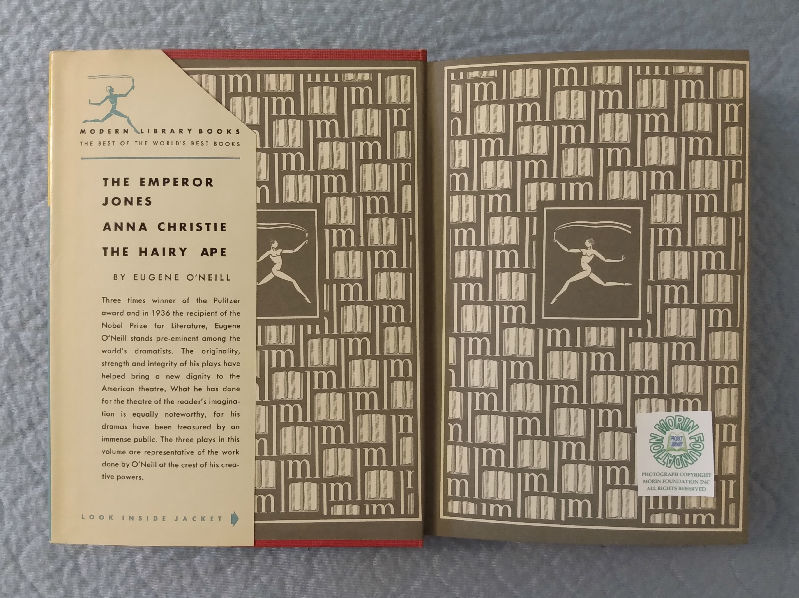 MODERN LIBRARY BOOKS
THE BEST OF THE WORLD'S BEST BOOKS
THE EMPEROR
JONES
ANNA CHRISTIE
THE HAIRY APE
BY EUGENE O'NEILL
Three times winner of the Pulitzer
award and in 1936 the recipient of the
Nobel Prize for Literature, Eugene
O'Neill stands pre-eminent among the
world's dramatists. The originality,
strength and integrity of his plays have
helped bring a new dignity to the
American theatre. What he has done
for the theatre of the reader's imagina-
tion is equally noteworthy, for his
dramas have been treasured by an
immense public. The three plays in this
volume are representative of the work
done by O'Neill at the crest of his crea-
tive powers.
LOOK INSIDE JACKET
MORIN FOUNDATION
PHOTOGRAPH COPYRIGHT
MORIN FOUNDATION INC
ALL RIGHTS RESERVED